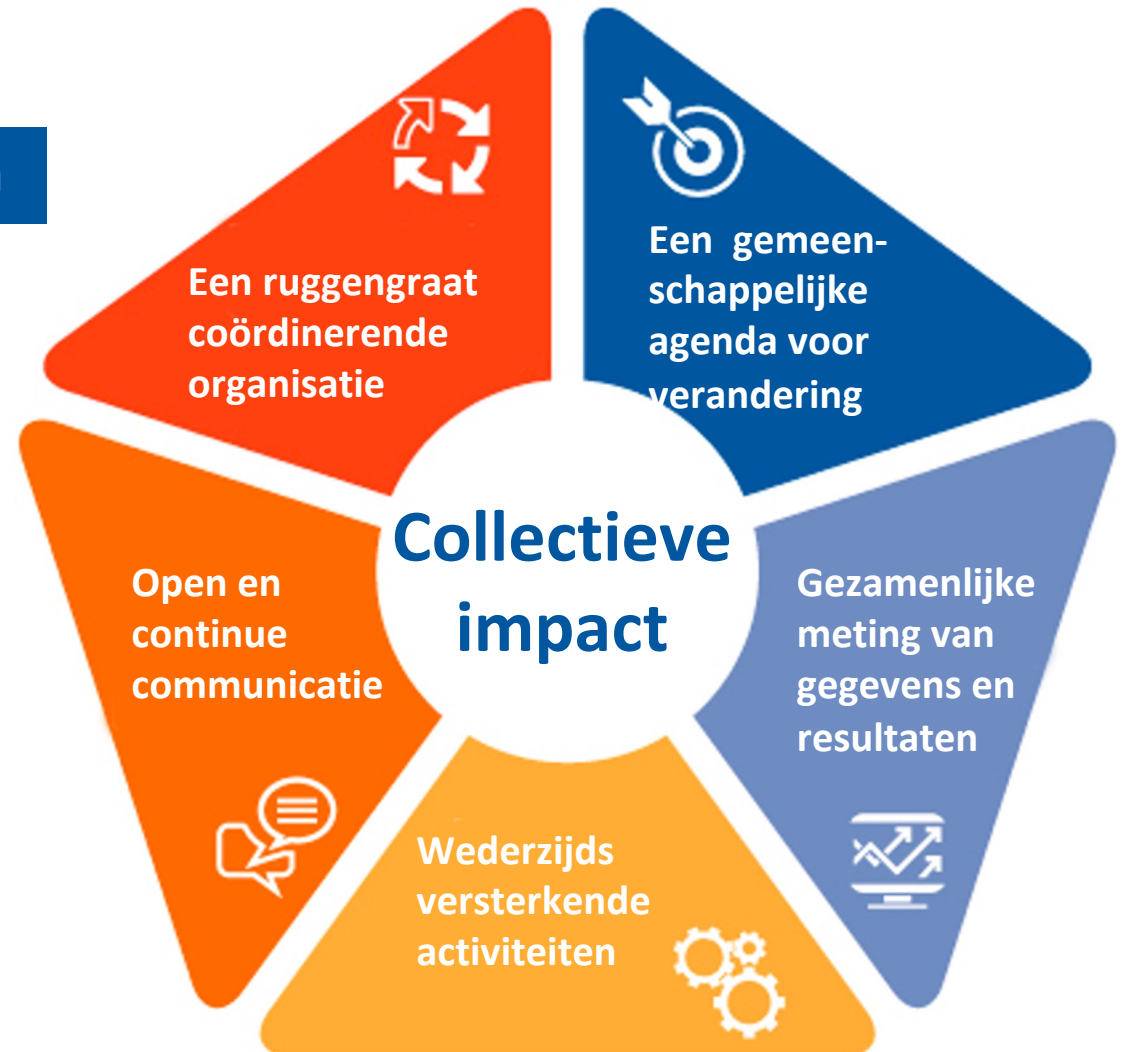 Een ruggengraat
coördinerende
organisatie
Een gemeen-
schappelijke
agenda voor
verandering
Collectieve
impact
Open en
continue
communicatie
Gezamenlijke
meting van
gegevens en
resultaten
Wederzijds
versterkende
activiteiten